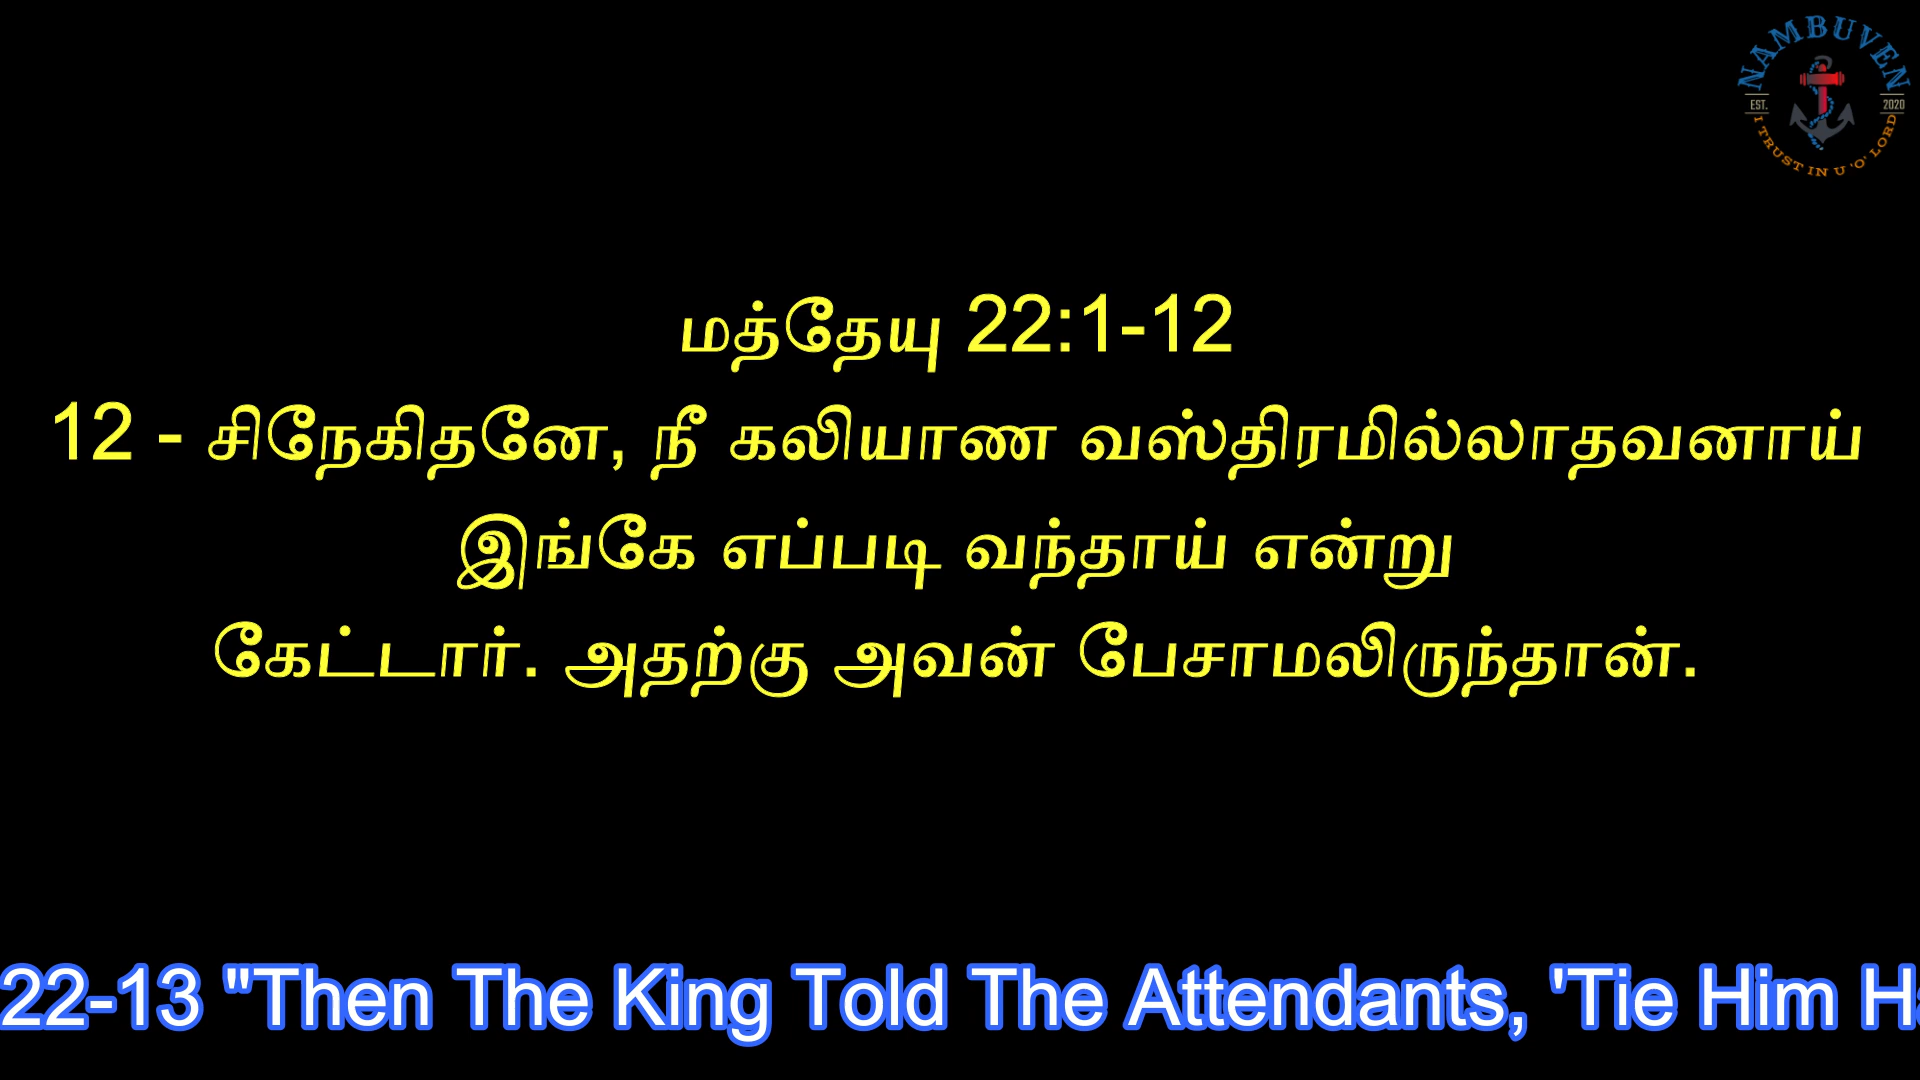 NAMBUVEN
EST. 2020
I TRUST IN U 'O' LORD
மத்தேயு 22:1-12
12 - சிநேகிதனே, நீ கலியாண வஸ்திரமில்லாதவனாய்
இங்கே எப்படி வந்தாய் என்று
கேட்டார். அதற்கு அவன் பேசாமலிருந்தான்.
22-13 "Then The King Told The Attendants, 'Tie Him Ha